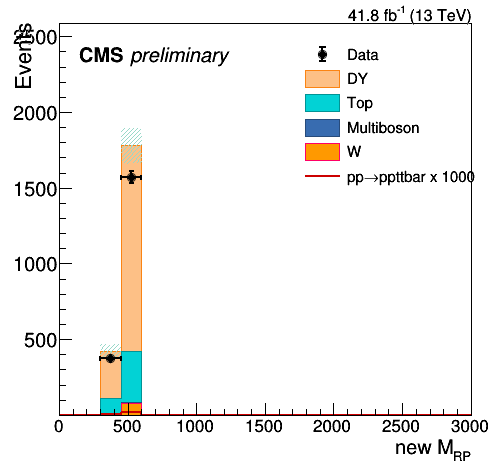 41.8 fb⁻¹ (13 TeV)
Events
CMS preliminary
Data
DY
Top
Multiboson
W
pp→ppttbar x 1000
2500
2000
1500
1000
500
0 500 1000 1500 2000 2500 3000
new M_RP